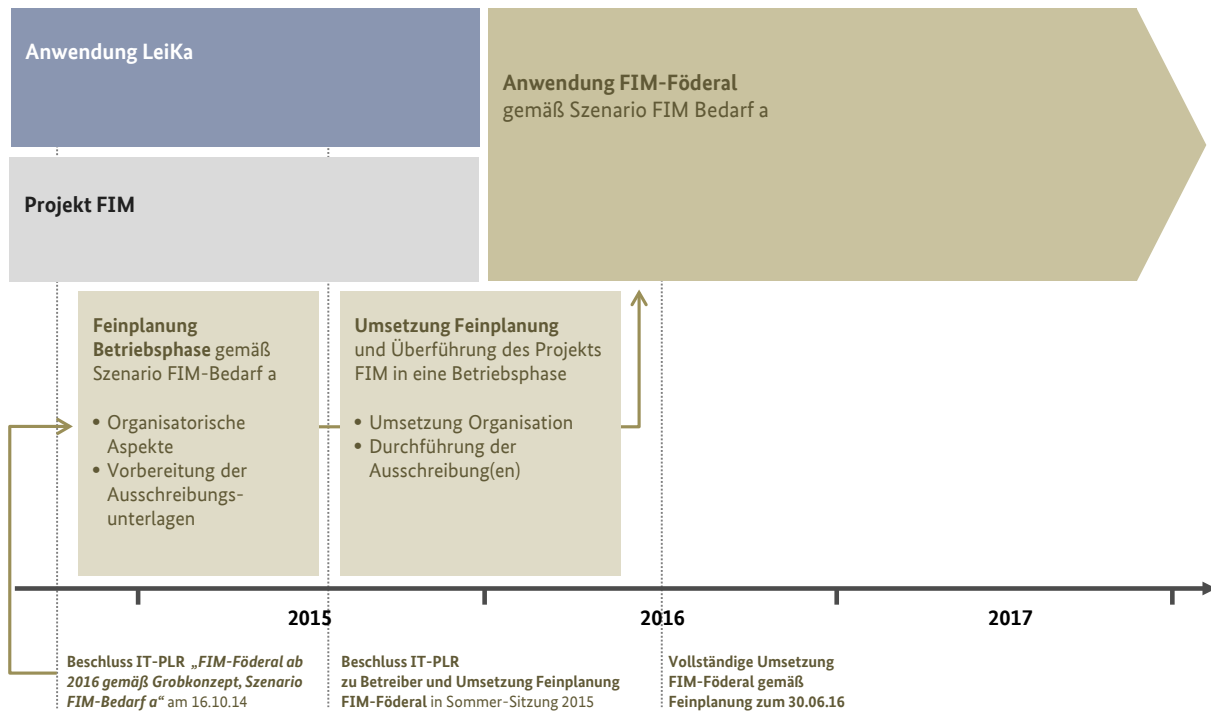 Anwendung LeiKa
Anwendung FIM-Föderal
gemäß Szenario FIM Bedarf a
Projekt FIM
Feinplanung
Betriebsphase gemäß
Szenario FIM-Bedarf a
• Organisatorische
Aspekte
• Vorbereitung der
Ausschreibungs-
unterlagen
Umsetzung Feinplanung
und Überführung des Projekts
FIM in eine Betriebsphase
• Umsetzung Organisation
• Durchführung der
Ausschreibung(en)
2015
2016
2017
Beschluss IT-PLR „FIM-Föderal ab
2016 gemäß Grobkonzept, Szenario
FIM-Bedarf a“ am 16.10.14
Beschluss IT-PLR
zu Betreiber und Umsetzung Feinplanung
FIM-Föderal in Sommer-Sitzung 2015
Vollständige Umsetzung
FIM-Föderal gemäß
Feinplanung zum 30.06.16